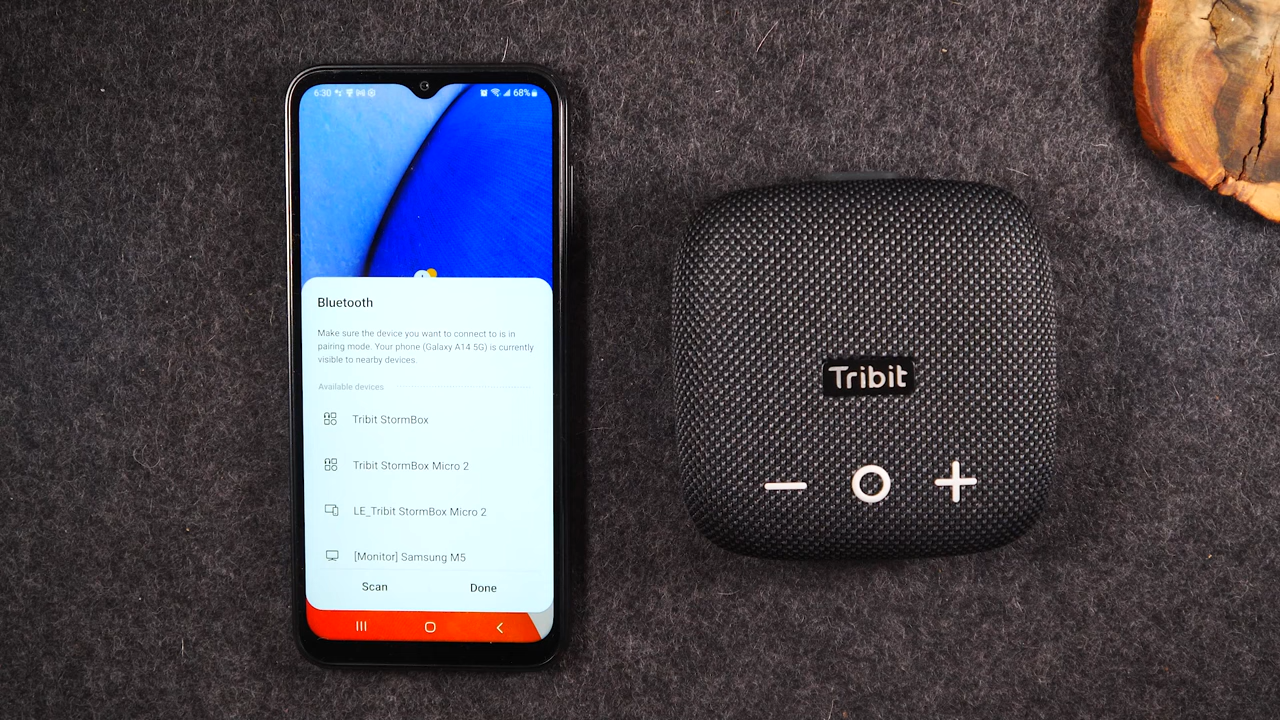 6:30
68%
Bluetooth
Make sure the device you want to connect to is in
pairing mode. Your phone (Galaxy A14 5G) is currently
visible to nearby devices.
Available devices
Tribit StormBox
Tribit StormBox Micro 2
LE_Tribit StormBox Micro 2
[Monitor] Samsung M5
Scan
Done
Tribit